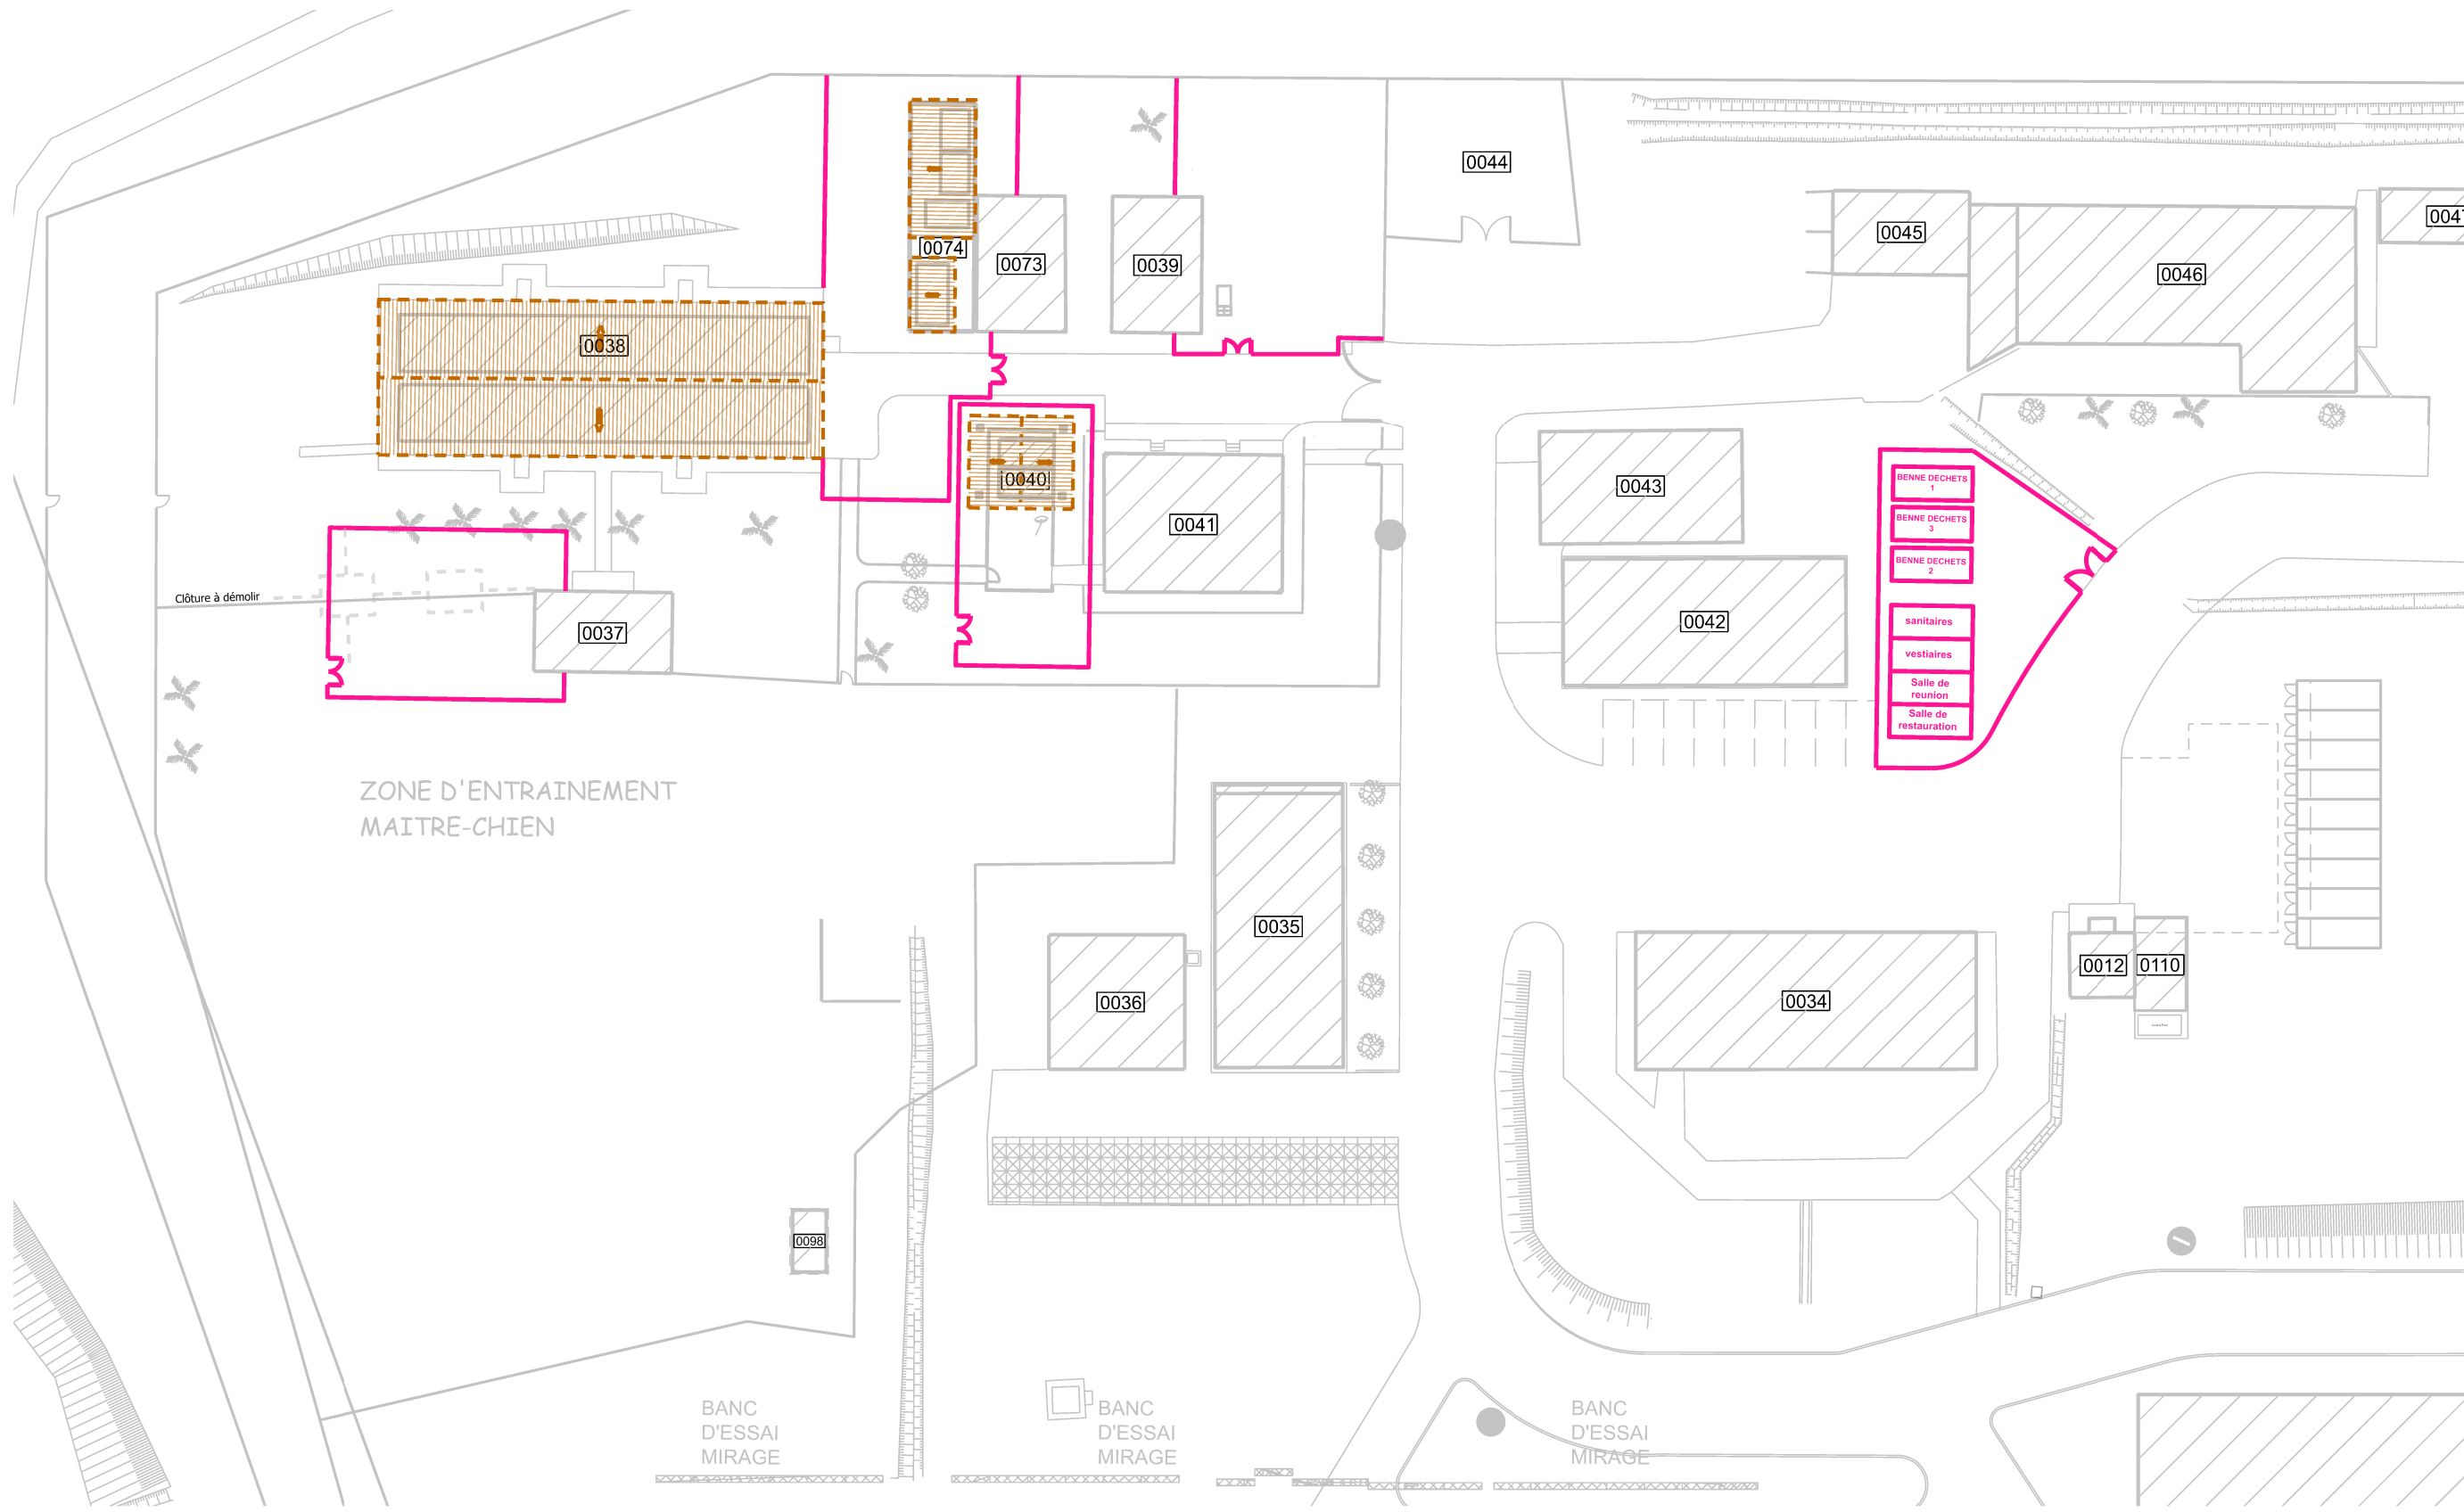 0044
0045
0046
0074
0073
0039
0038
0040
0041
0043
0042
BENNE DECHETS
1
BENNE DECHETS
3
BENNE DECHETS
2
sanitaires
vestiaires
Salle de
reunion
Salle de
restauration
Clôture à démolir
0037
ZONE D'ENTRAINEMENT
MAITRE-CHIEN
0035
0036
0034
0012
0110
0098
BANC
D'ESSAI
MIRAGE
BANC
D'ESSAI
MIRAGE
BANC
D'ESSAI
MIRAGE